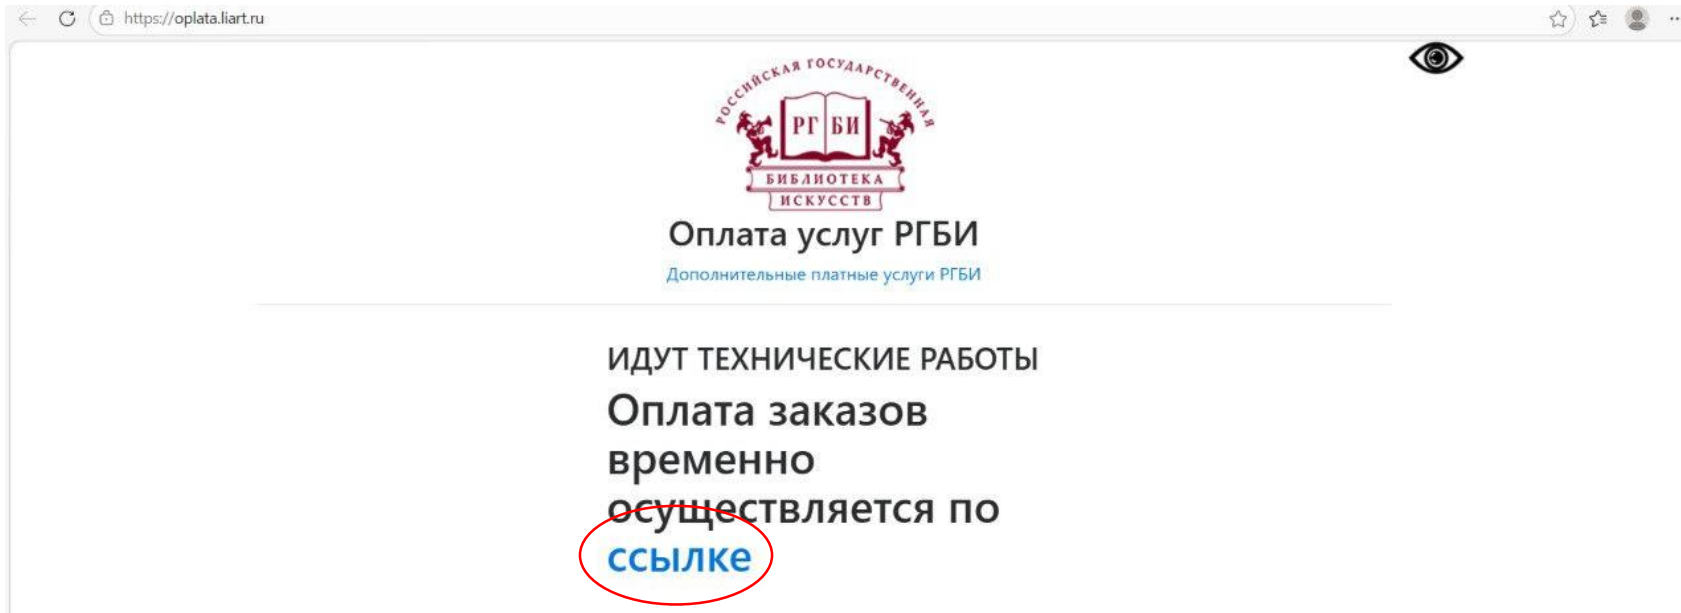 https://oplata.liart.ru
РОССИЙСКАЯ ГОСУДАРСТВЕННАЯ
РГ БИ
БИБЛИОТЕКА
ИСКУССТВ
Оплата услуг РГБИ
Дополнительные платные услуги РГБИ
ИДУТ ТЕХНИЧЕСКИЕ РАБОТЫ
Оплата заказов
временно
осуществляется по
ссылке